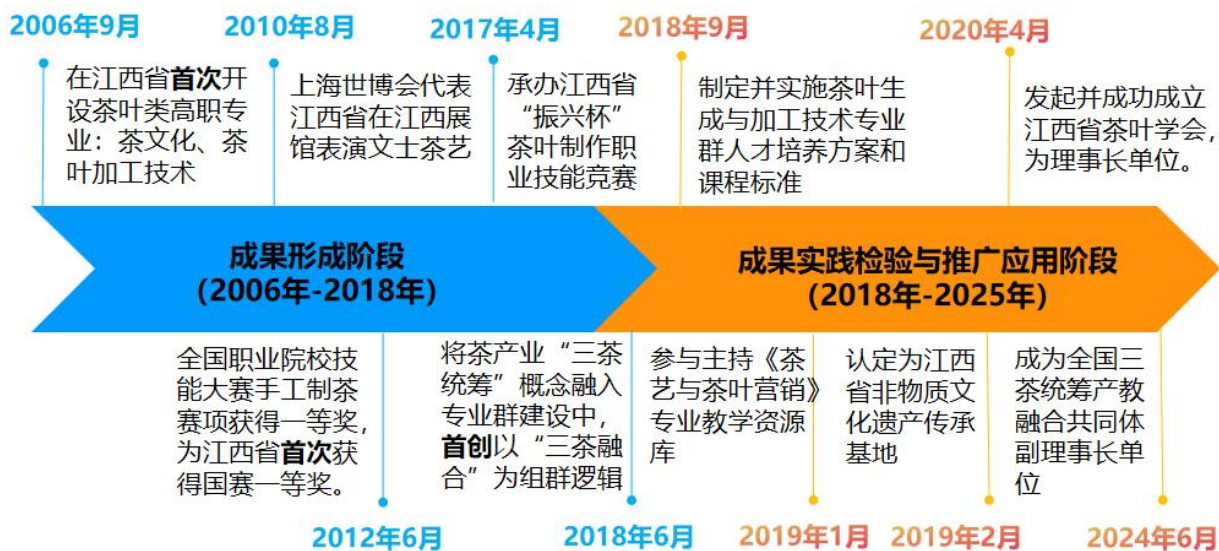 2006年9月
在江西省首次开
设茶叶类高职专
业：茶文化、茶
叶加工技术
2010年8月
上海世博会代表
江西省在江西展
馆表演文士茶艺
2017年4月
承办江西省
“振兴杯”
茶叶制作职
业技能竞赛
2018年9月
制定并实施茶叶生
成与加工技术专业
群人才培养方案和
课程标准
2020年4月
发起并成功成立
江西省茶叶学会，
为理事长单位。
成果形成阶段
(2006年-2018年)
成果实践检验与推广应用阶段
(2018年-2025年)
全国职业院校技
能大赛手工制茶
赛项获得一等奖，
为江西省首次获
得国赛一等奖。
2012年6月
将茶产业“三茶
统筹”概念融入
专业群建设中，
首创以“三茶融
合”为组群逻辑
2018年6月
参与主持《茶
艺与茶叶营销》
专业教学资源
库
2019年1月
认定为江西
省非物质文
化遗产传承
基地
2019年2月
成为全国三
茶统筹产教
融合共同体
副理事长单
位
2024年6月